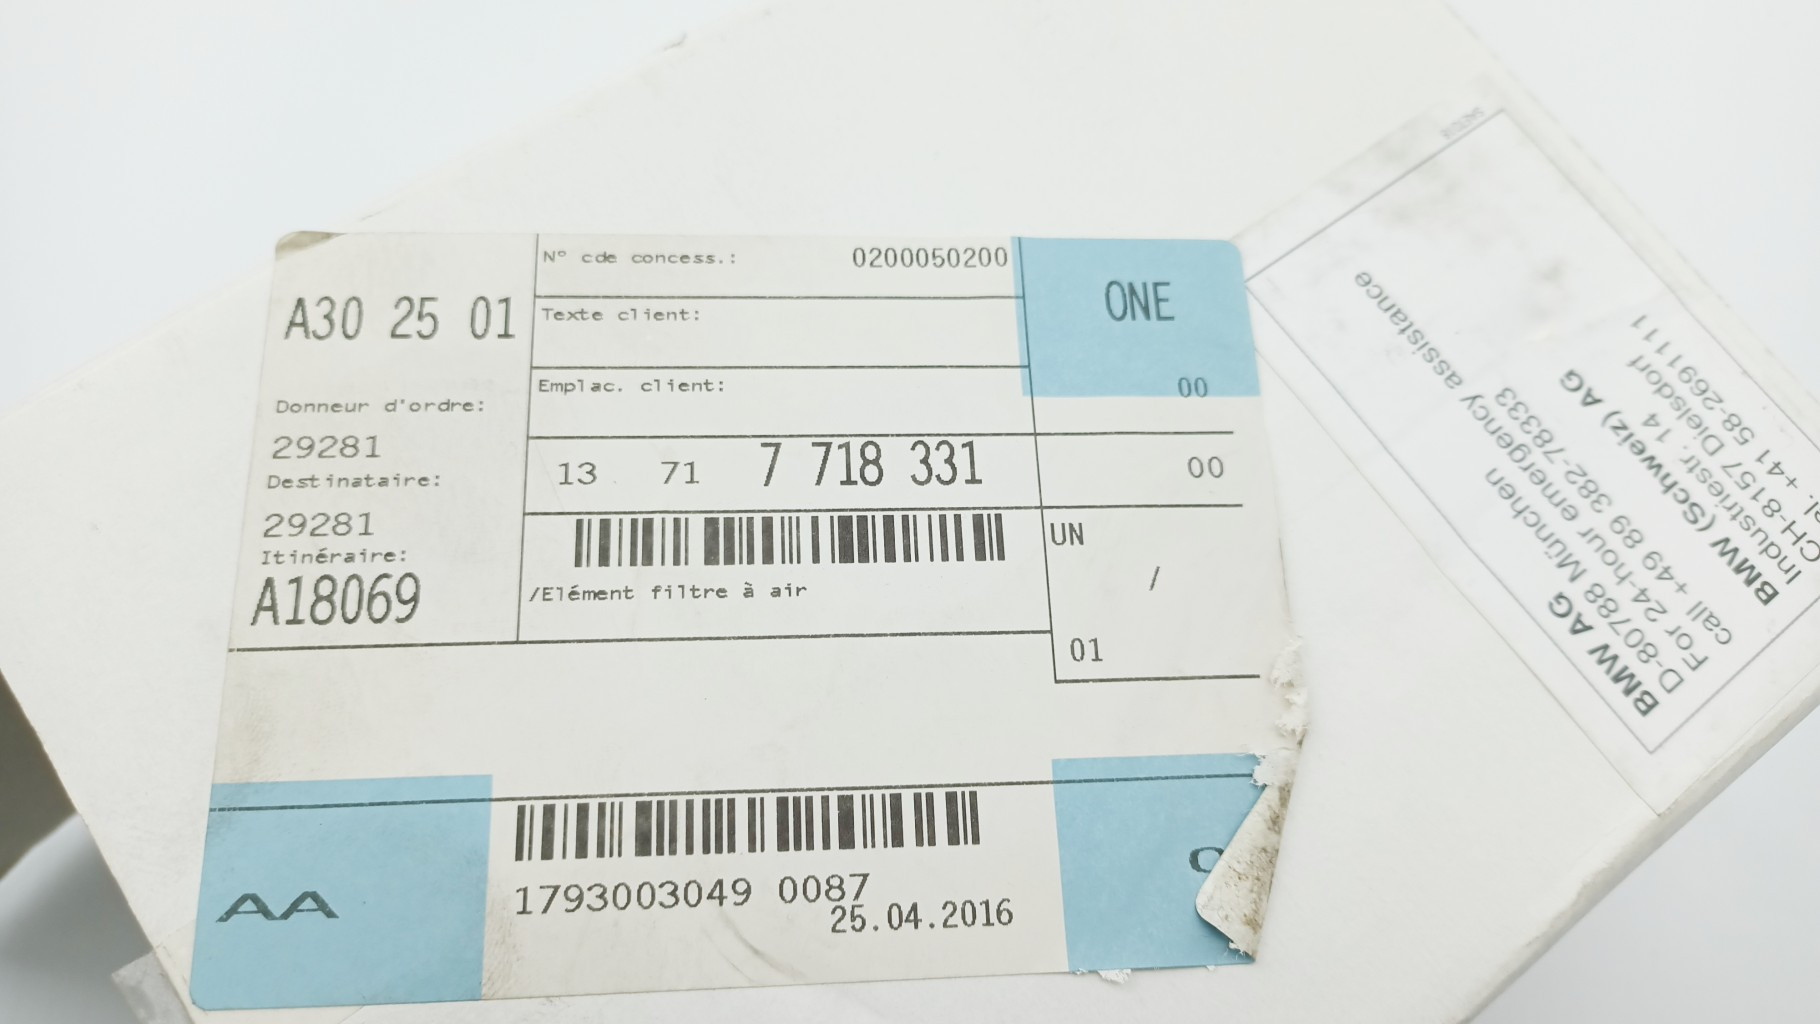 N° cde concess.: 0200050200
ONE
A30 25 01
Texte client:
Emplac. client:
00
Donneur d'ordre:
29281
13 71 7 718 331
00
Destinataire:
29281
UN
Itinéraire:
/
A18069
/Elément filtre à air
01
AA
1793003049 0087
25.04.2016
BMW AG
D-80788 München
For 24-hour emergency assistance
call +49 89 382-78333
BMW (Schweiz) AG
Industriestr. 14
CH-8157 Dielsdorf
+41 58-2691111